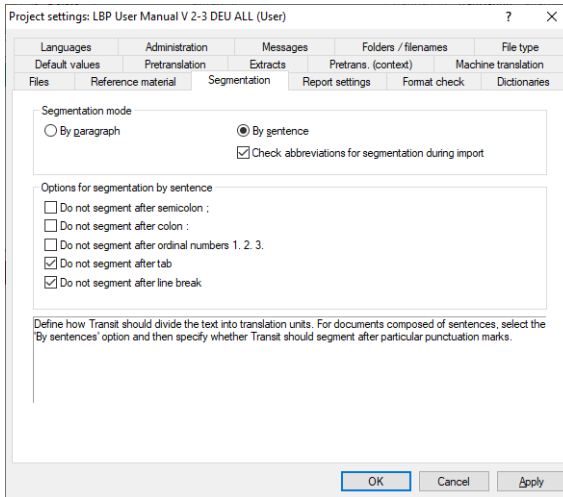 Project settings: LBP User Manual V 2-3 DEU ALL (User)
?
Languages Administration Messages Folders / filenames File type
Default values Pretranslation Extracts Pretrans. (context) Machine translation
Files Reference material Segmentation Report settings Format check Dictionaries
Segmentation mode
By paragraph By sentence
Check abbreviations for segmentation during import
Options for segmentation by sentence
Do not segment after semicolon ;
Do not segment after colon :
Do not segment after ordinal numbers 1. 2. 3.
Do not segment after tab
Do not segment after line break
Define how Transit should divide the text into translation units. For documents composed of sentences, select the
'By sentences' option and then specify whether Transit should segment after particular punctuation marks.
OK Cancel Apply